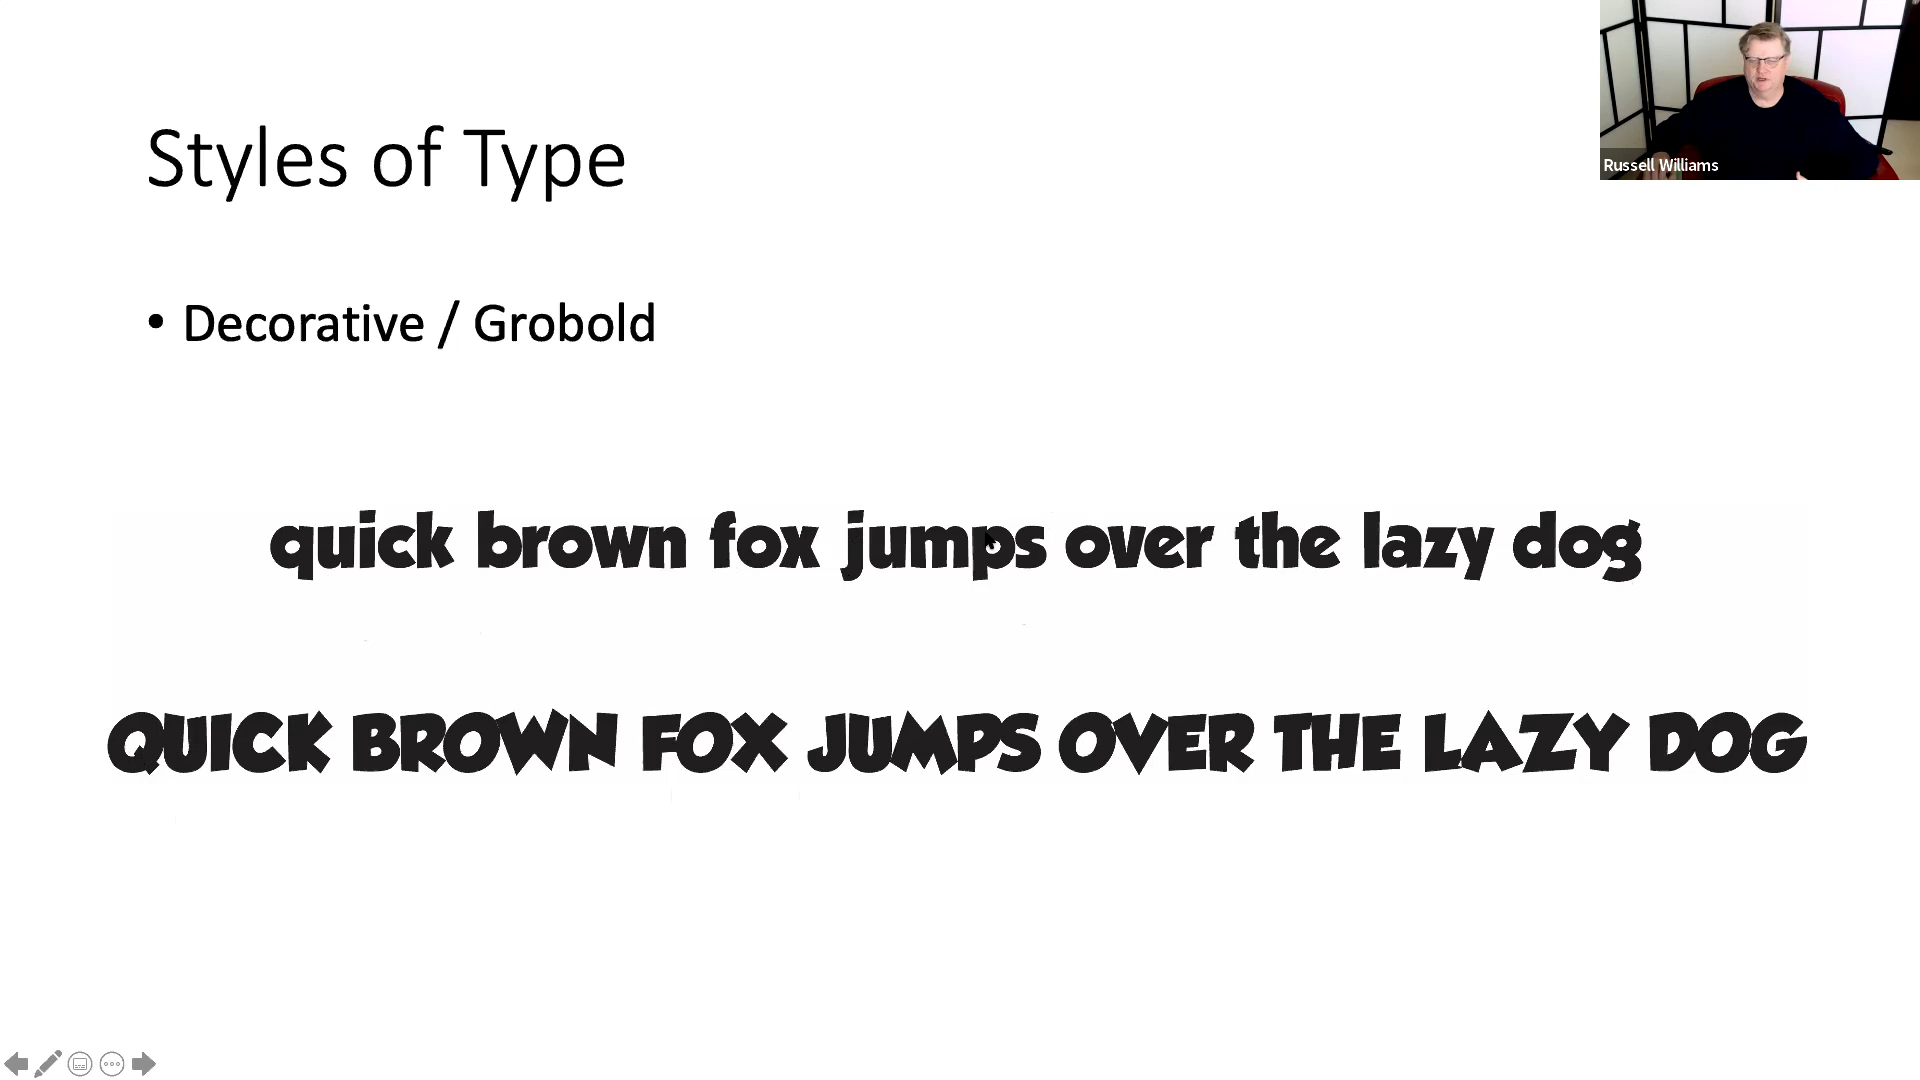 Styles of Type
Russell Williams
• Decorative / Grobold
quick brown fox jumps over the lazy dog
QUICK BROWN FOX JUMPS OVER THE LAZY DOG